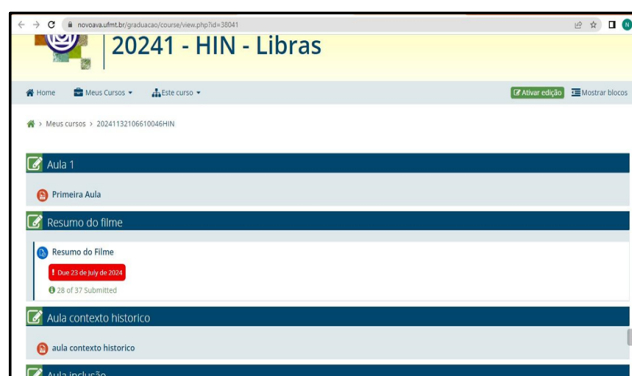 novoava.ufmt.br/graduacao/course/view.php?id=38041
20241 - HIN - Libras
Home Meus Cursos Este curso Ativar edição Mostrar blocos
Meus cursos > 20241132106610046HIN
Aula 1
Primeira Aula
Resumo do filme
Resumo do Filme
! Due 23 de July de 2024
28 of 37 Submitted
Aula contexto historico
aula contexto historico
Aula inclusão